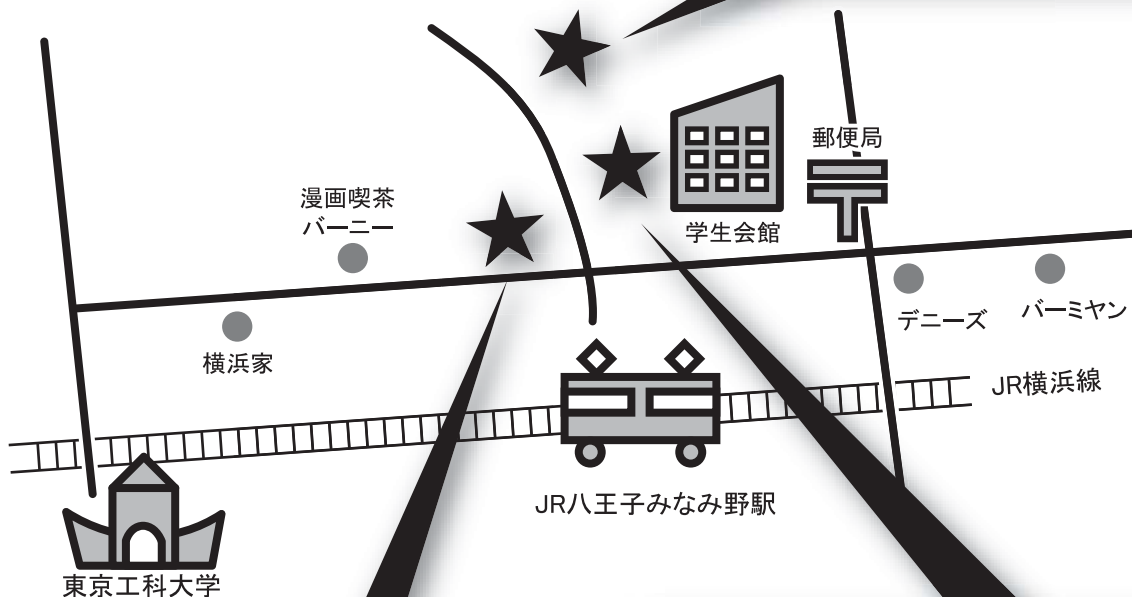 郵便局
漫画喫茶
バーニー
学生会館
デニーズ
バーミヤン
横浜家
JR横浜線
JR八王子みなみ野駅
東京工科大学